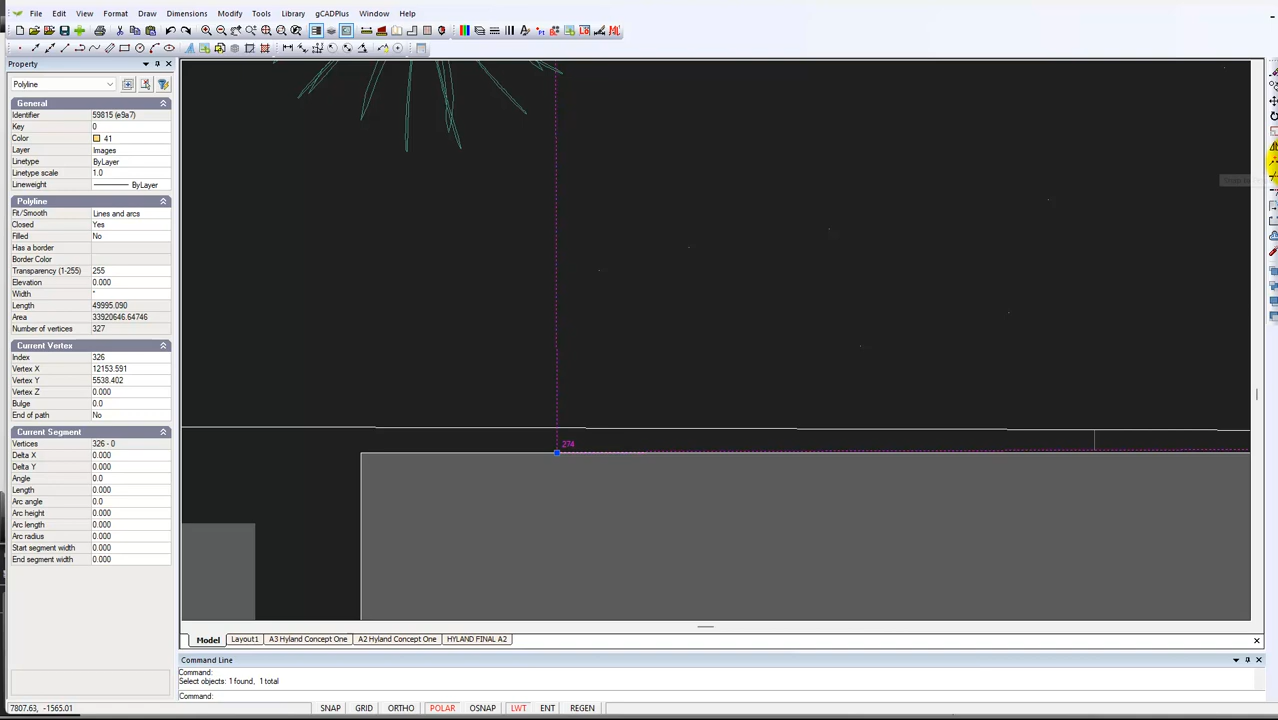 File Edit View Format Draw Dimensions Modify Tools Library gCADPlus Window Help
Property
Polyline
General
Identifier 59815 (e9a7)
Key 0
Color 41
Layer Images
Linetype ByLayer
Linetype scale 1.0
Lineweight ByLayer
Polyline
Fit/Smooth Lines and arcs
Closed Yes
Filled No
Has a border
Border Color
Transparency (1-255) 255
Elevation 0.000
Width *
Length 49995.090
Area 33920646.64746
Number of vertices 327
Current Vertex
Index 326
Vertex X 12153.591
Vertex Y 5538.402
Vertex Z 0.000
Bulge 0.0
End of path No
Current Segment
Vertices 326 - 0
Delta X 0.000
Delta Y 0.000
Angle 0.0
Length 0.000
Arc angle 0.0
Arc height 0.000
Arc length 0.000
Arc radius 0.000
Start segment width 0.000
End segment width 0.000
274
Model Layout1 A3 Hyland Concept One A2 Hyland Concept One HYLAND FINAL A2
Command Line
Command:
Select objects: 1 found, 1 total
Command:
7807.63, -1565.01 SNAP GRID ORTHO POLAR OSNAP LWT ENT REGEN